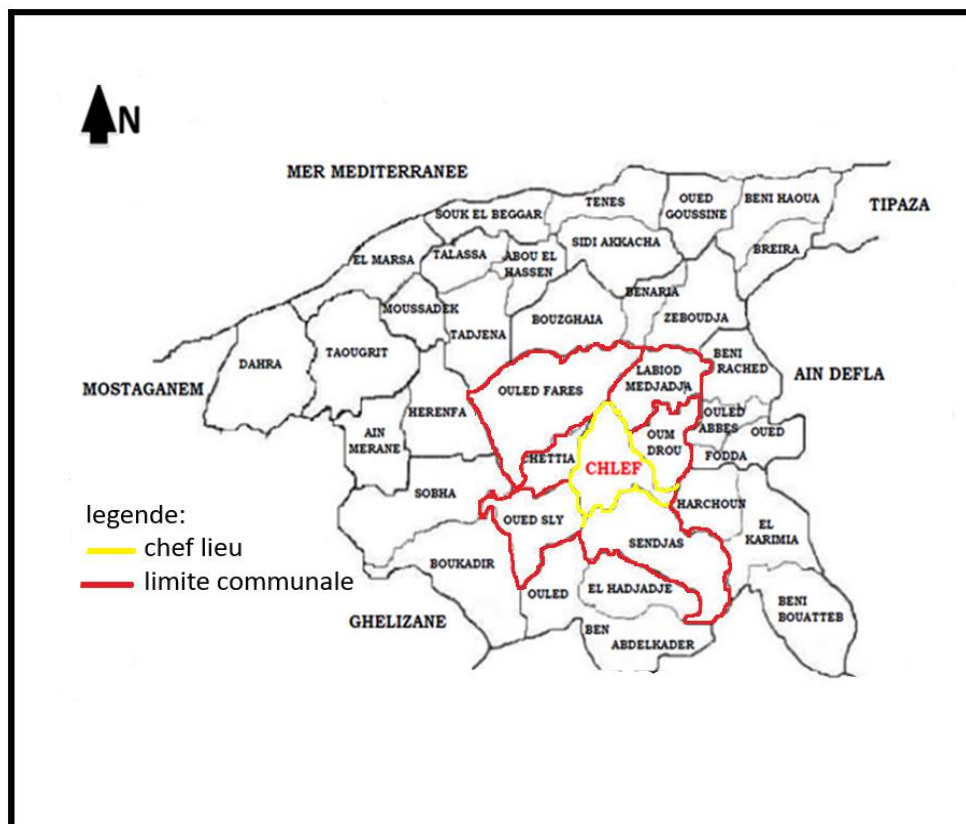 N
MER MEDITERRANEE
TENES
OUED
GOUSSINE
BENI HAOUA
TIPAZA
SOUK EL BEGGAR
SIDI AKKACHA
BREIRA
EL MARSA
TALASSA
ABOU EL
HASSEN
BENARIA
MOUSSADEK
BOUZGHAIA
ZEBOUDJA
TADJENA
DAHRA
TAOUGRIT
BENI
RACHED
LABIOD
MEDJADJA
AIN DEFLA
MOSTAGANEM
OULED FARES
HERENFA
OULED
ABBES
OUED
FODDA
AIN
MERANE
OUM
DROU
CHETTIA
CHLEF
SOBHA
HARCHOUN
OUED SLY
EL
KARIMIA
legende:
chef lieu
limite communale
SENDJAS
BOUKADIR
OULED
EL HADJADJE
BENI
BOUATTEB
GHELIZANE
BEN
ABDELKADER